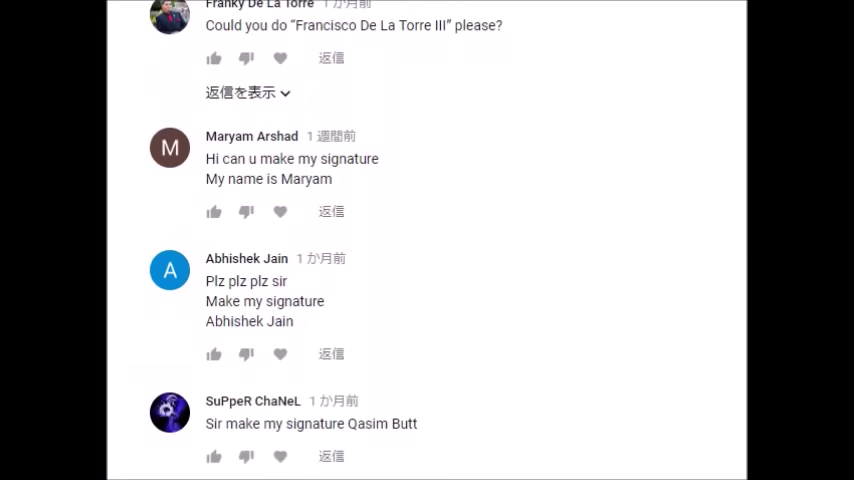 Franky De La Torre 1 か月前
Could you do “Francisco De La Torre III” please?
返信
返信を表示
M
Maryam Arshad 1 週間前
Hi can u make my signature
My name is Maryam
返信
A
Abhishek Jain 1 か月前
Plz plz plz sir
Make my signature
Abhishek Jain
返信
SuPpeR ChaNeL 1 か月前
Sir make my signature Qasim Butt
返信